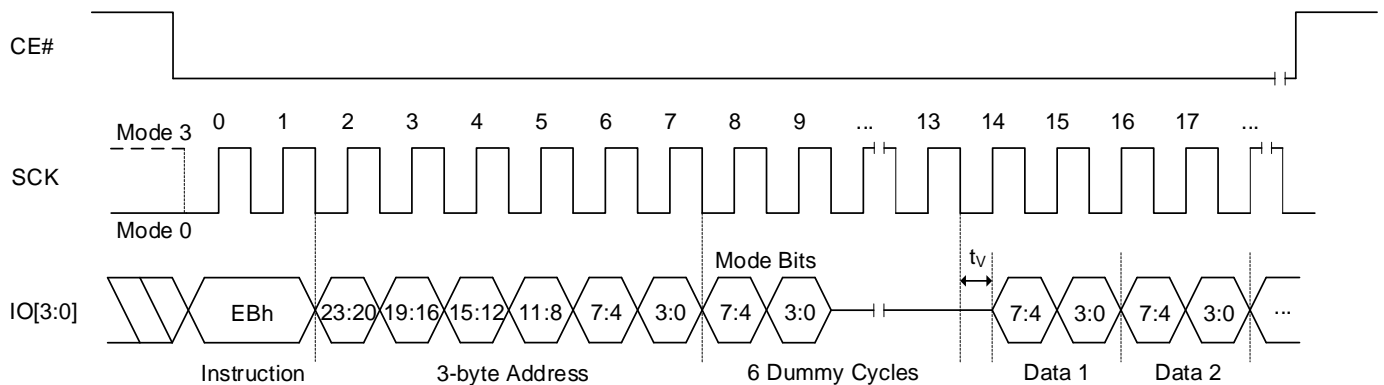 CE#
0 1 2 3 4 5 6 7 8 9 ... 13 14 15 16 17 ...
Mode 3
SCK
Mode 0
Mode Bits
tV
IO[3:0]
EBh 23:20 19:16 15:12 11:8 7:4 3:0 7:4 3:0 7:4 3:0 7:4 3:0 ...
Instruction 3-byte Address 6 Dummy Cycles Data 1 Data 2